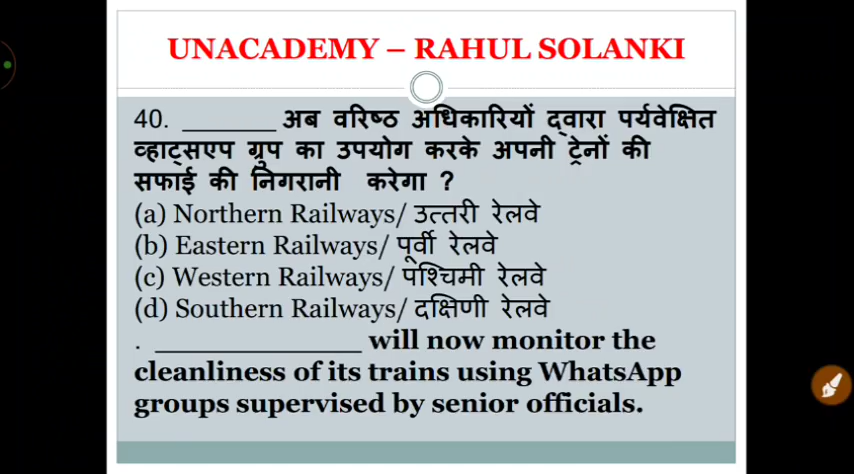 UNACADEMY – RAHUL SOLANKI
40. ______ अब वरिष्ठ अधिकारियों द्वारा पर्यवेक्षित
व्हाट्सएप ग्रुप का उपयोग करके अपनी ट्रेनों की
सफाई की निगरानी करेगा ?
(a) Northern Railways/ उत्तरी रेलवे
(b) Eastern Railways/ पूर्वी रेलवे
(c) Western Railways/ पश्चिमी रेलवे
(d) Southern Railways/ दक्षिणी रेलवे
. ______________ will now monitor the
cleanliness of its trains using WhatsApp
groups supervised by senior officials.